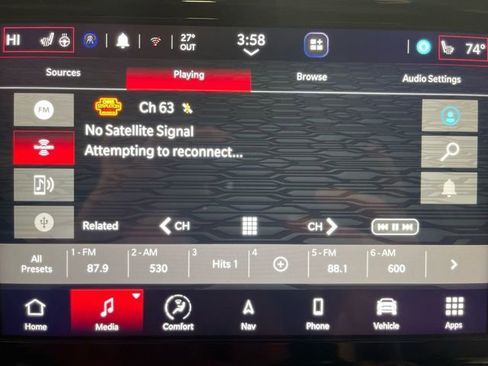 HI 27° OUT 3:58 74°
Sources Playing Browse Audio Settings
FM
Ch 63
No Satellite Signal
Attempting to reconnect...
Related CH CH
All Presets
1 - FM 87.9
2 - AM 530
3 Hits 1
4
5 - FM 88.1
6 - AM 600
Home Media Comfort Nav Phone Vehicle Apps